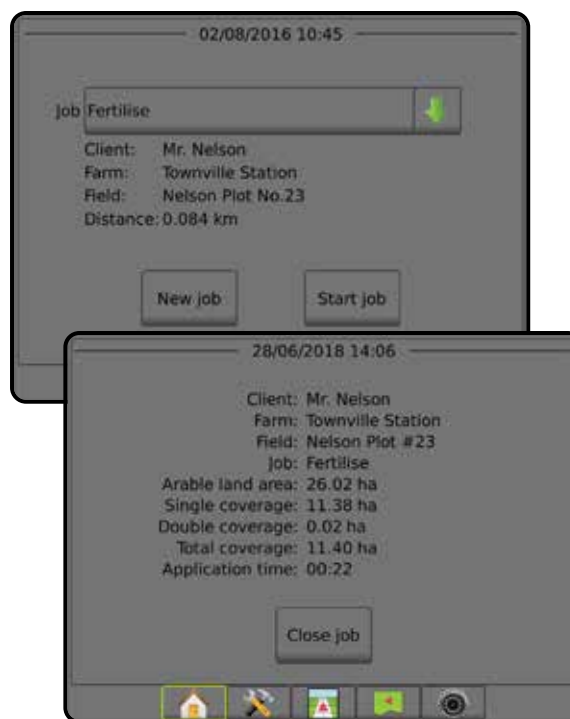 02/08/2016 10:45
Job Fertilise
Client: Mr. Nelson
Farm: Townville Station
Field: Nelson Plot No.23
Distance: 0.084 km
New job Start job
28/06/2018 14:06
Client: Mr. Nelson
Farm: Townville Station
Field: Nelson Plot #23
Job: Fertilise
Arable land area: 26.02 ha
Single coverage: 11.38 ha
Double coverage: 0.02 ha
Total coverage: 11.40 ha
Application time: 00:22
Close job